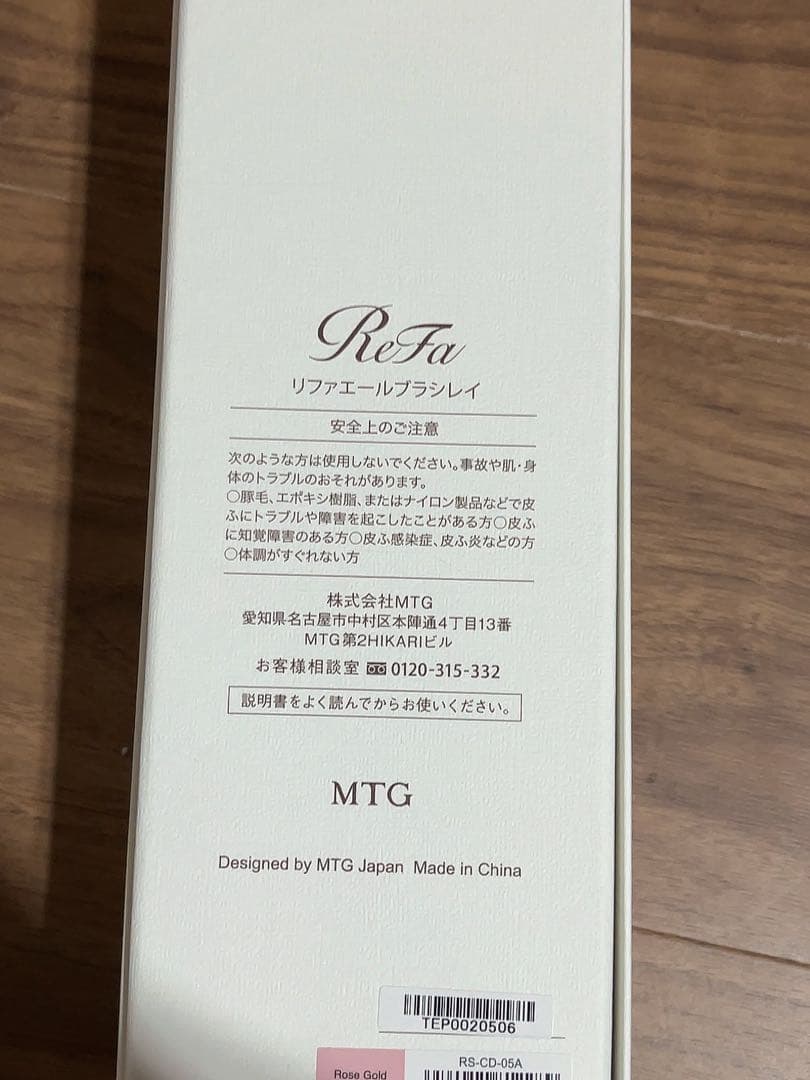 ReFa
リファエールブラシレイ
安全上のご注意
次のような方は使用しないでください。事故や肌・身
体のトラブルのおそれがあります。
○豚毛、エポキシ樹脂、またはナイロン製品などで皮
ふにトラブルや障害を起こしたことがある方○皮ふ
に知覚障害のある方○皮ふ感染症、皮ふ炎などの方
○体調がすぐれない方
株式会社MTG
愛知県名古屋市中村区本陣通4丁目13番
MTG第2HIKARIビル
お客様相談室 0120-315-332
説明書をよく読んでからお使いください。
MTG
Designed by MTG Japan Made in China
TEP0020506
RS-CD-05A
Rose Gold